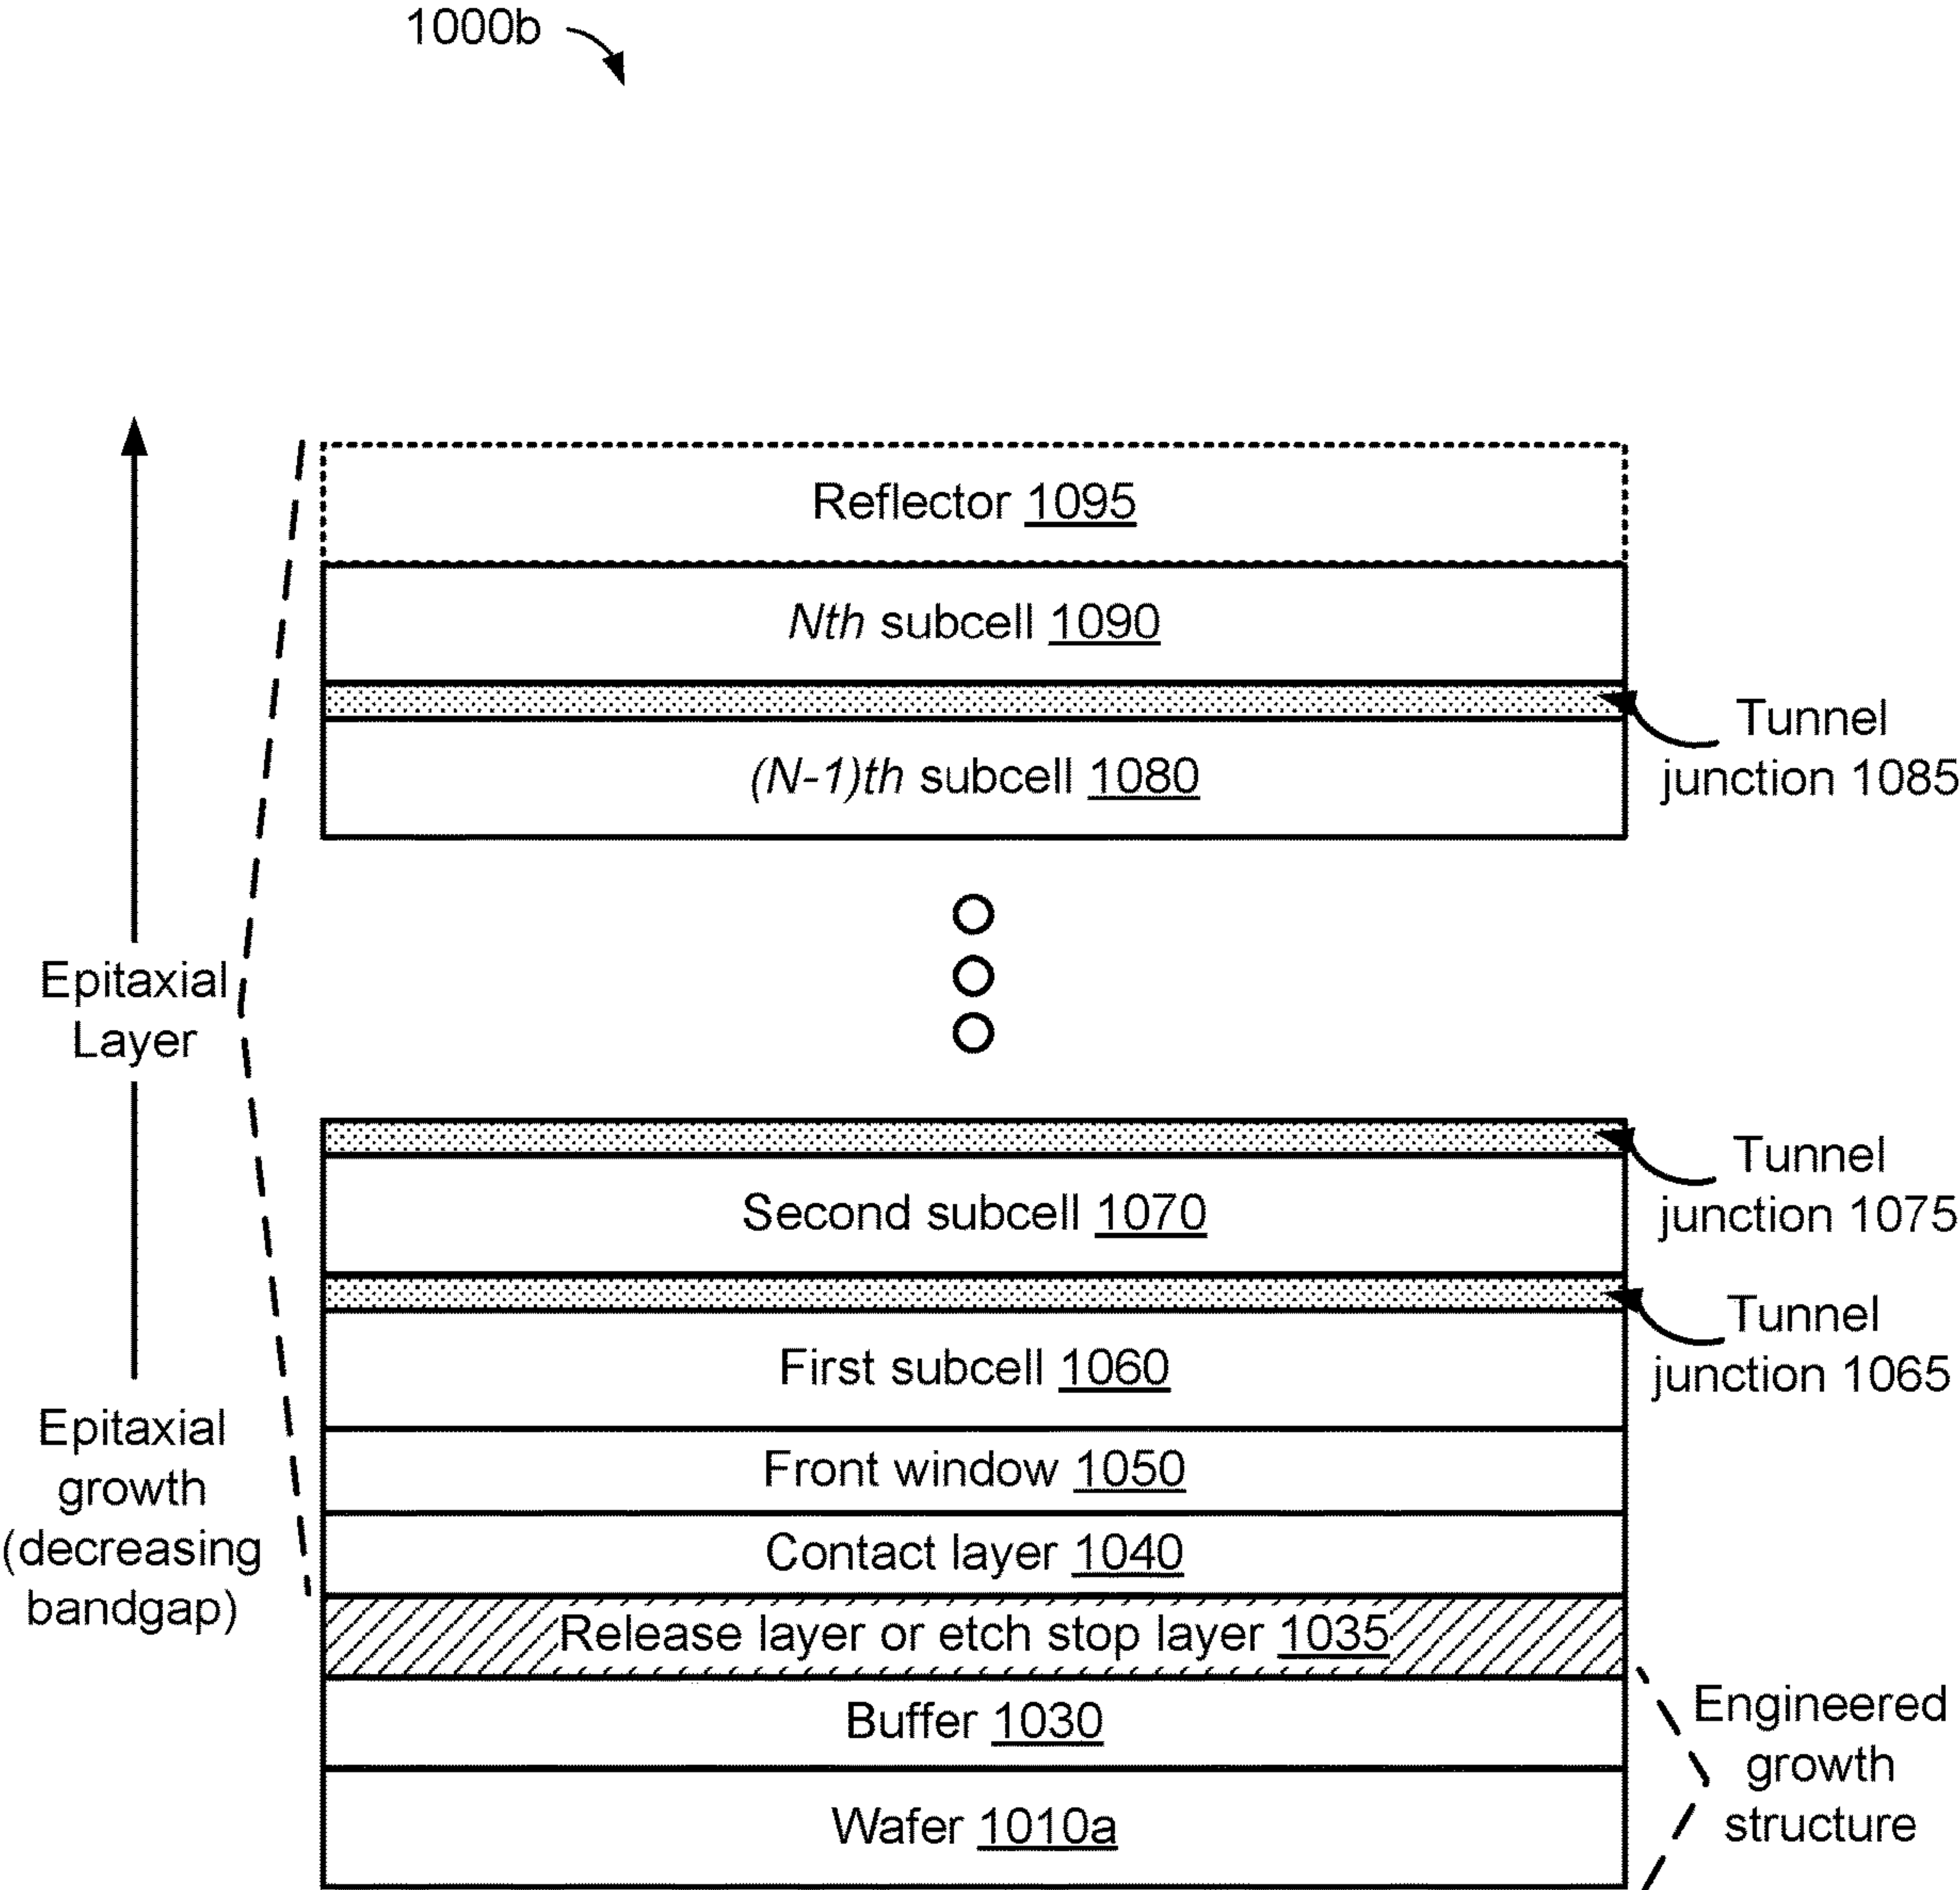 1000b
Reflector 1095
Nth subcell 1090
Tunnel
junction 1085
(N-1)th subcell 1080
Epitaxial
Layer
Tunnel
junction 1075
Second subcell 1070
Tunnel
junction 1065
First subcell 1060
Epitaxial
growth
(decreasing
bandgap)
Front window 1050
Contact layer 1040
Release layer or etch stop layer 1035
Buffer 1030
Engineered
growth
structure
Wafer 1010a